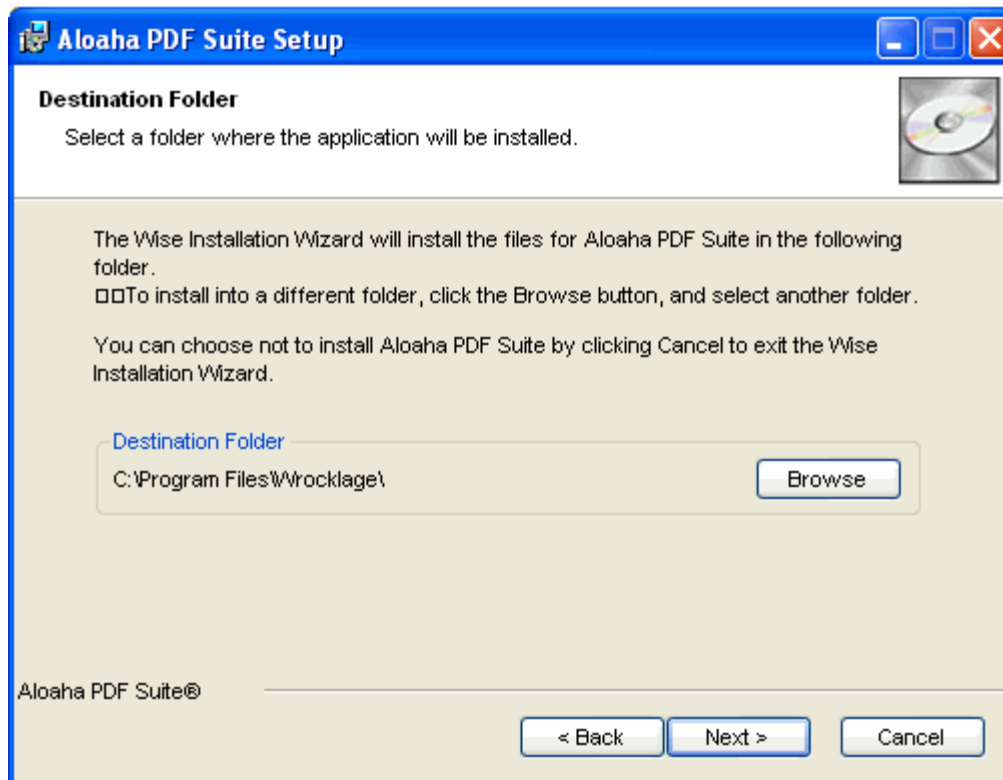 Aloaha PDF Suite Setup
Destination Folder
Select a folder where the application will be installed.
The Wise Installation Wizard will install the files for Aloaha PDF Suite in the following
folder.
□□To install into a different folder, click the Browse button, and select another folder.
You can choose not to install Aloaha PDF Suite by clicking Cancel to exit the Wise
Installation Wizard.
Destination Folder
C:\Program Files\Wrocklage\
Browse
Aloaha PDF Suite®
< Back
Next >
Cancel